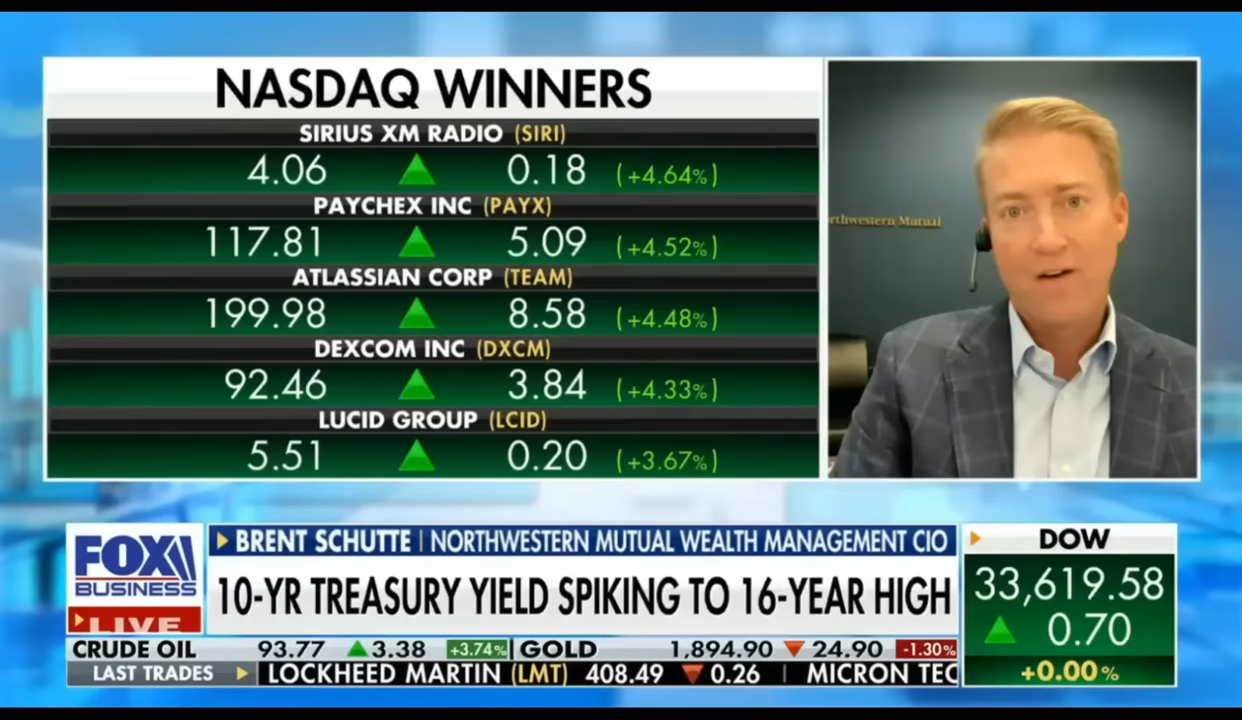 NASDAQ WINNERS
SIRIUS XM RADIO (SIRI)
4.06 ▲ 0.18 (+4.64%)
PAYCHEX INC (PAYX)
117.81 ▲ 5.09 (+4.52%)
ATLASSIAN CORP (TEAM)
199.98 ▲ 8.58 (+4.48%)
DEXCOM INC (DXCM)
92.46 ▲ 3.84 (+4.33%)
LUCID GROUP (LCID)
5.51 ▲ 0.20 (+3.67%)
rthwestern Mutual
FOX
BUSINESS
LIVE
BRENT SCHUTTE | NORTHWESTERN MUTUAL WEALTH MANAGEMENT CIO
10-YR TREASURY YIELD SPIKING TO 16-YEAR HIGH
CRUDE OIL 93.77 ▲ 3.38 +3.74% GOLD 1,894.90 ▼ 24.90 -1.30%
LAST TRADES LOCKHEED MARTIN (LMT) 408.49 ▼ 0.26 | MICRON TEC
DOW
33,619.58
▲ 0.70
+0.00%